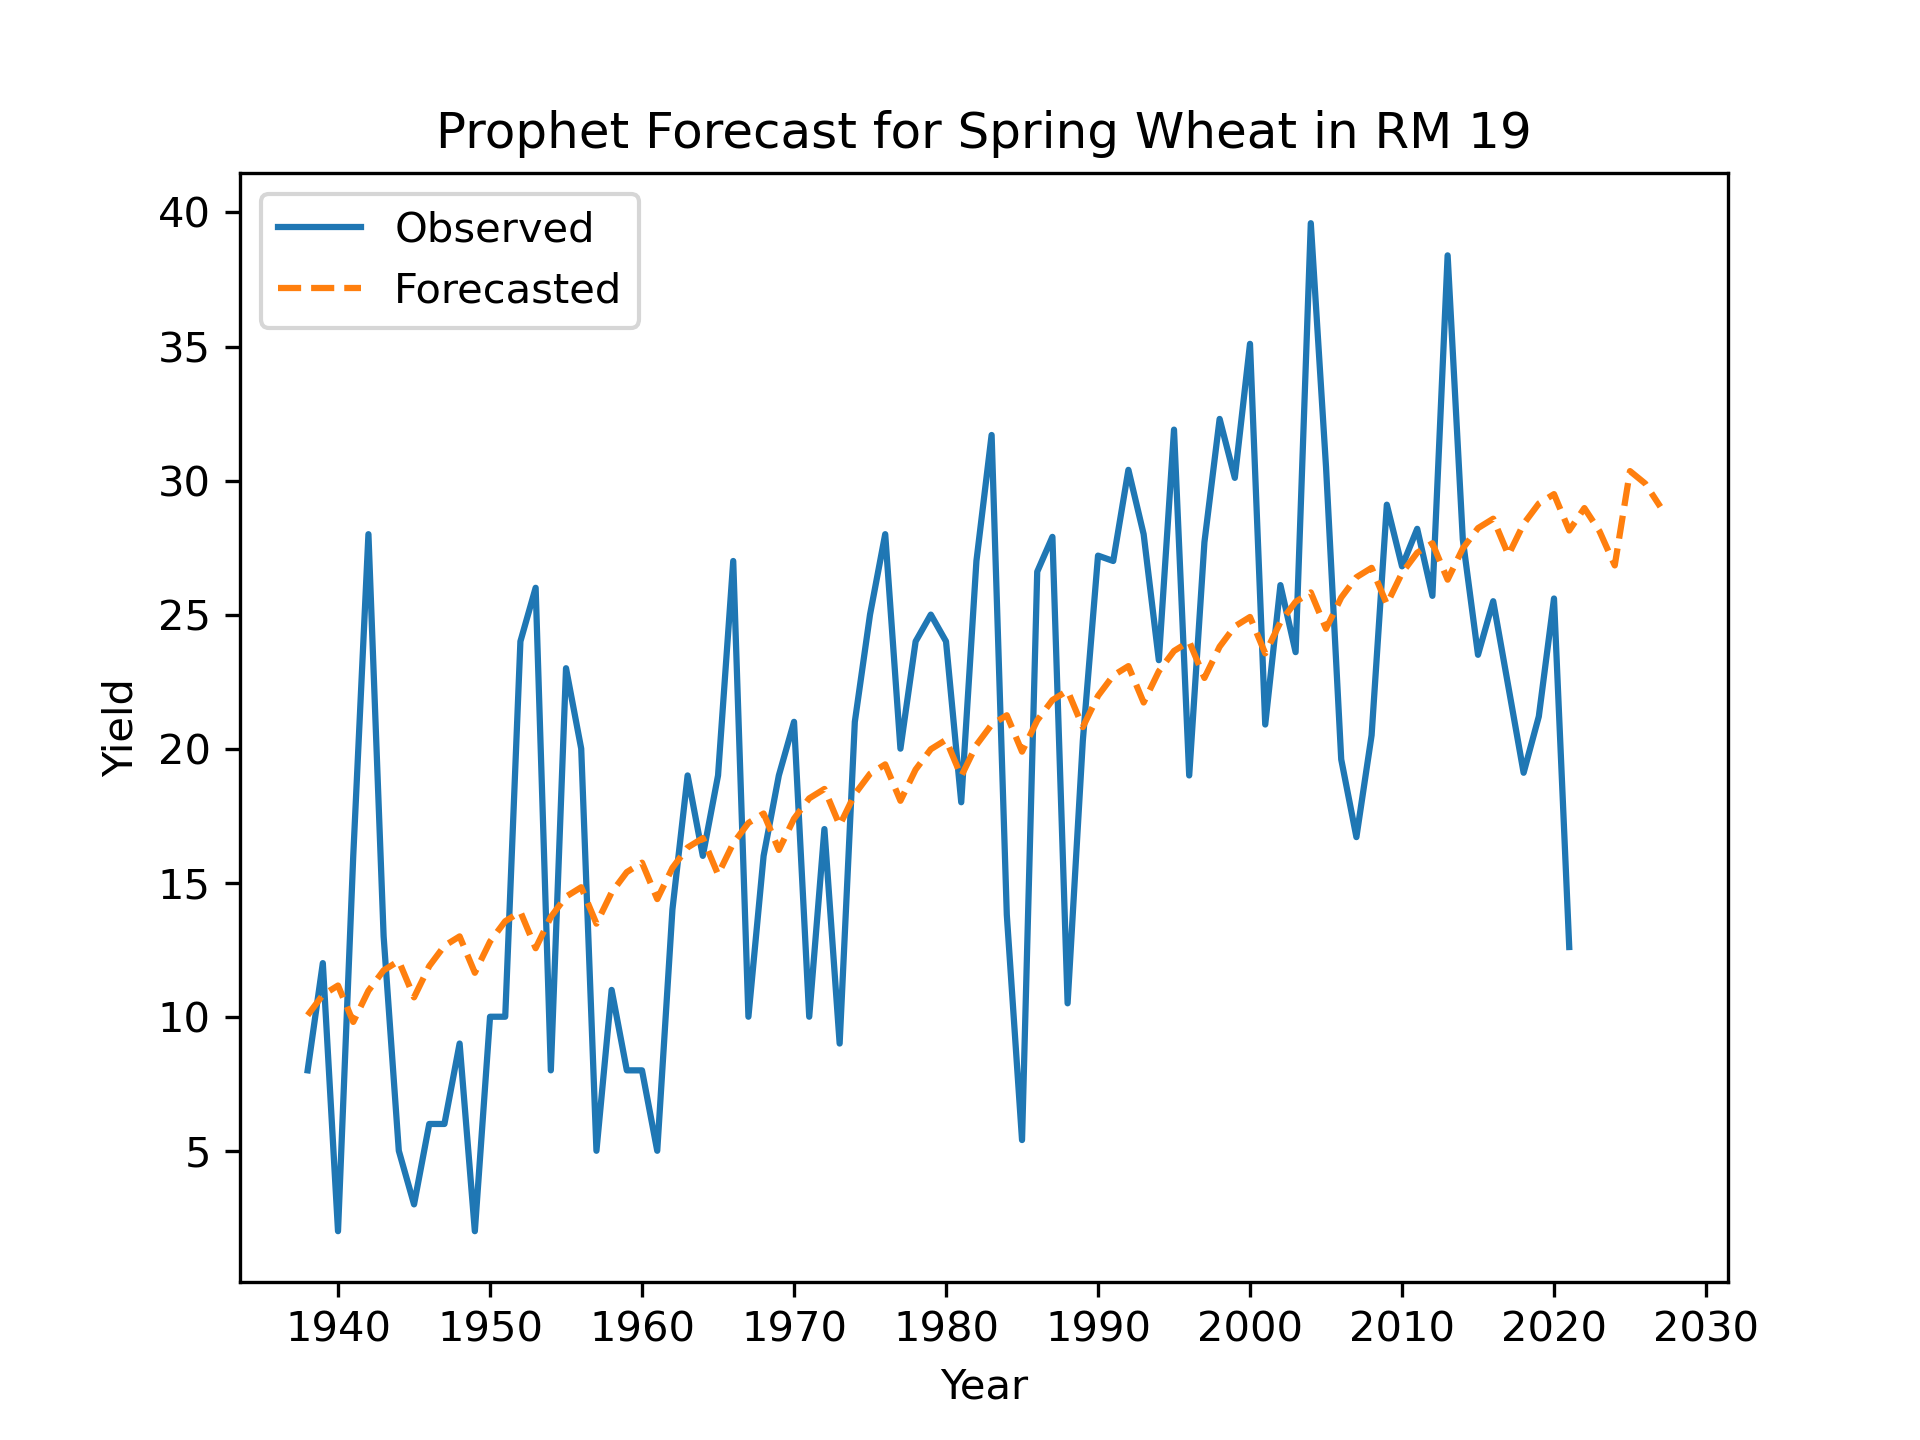 Prophet Forecast for Spring Wheat in RM 19
Observed
Forecasted
40
35
30
25
20
15
10
5
Yield
1940 1950 1960 1970 1980 1990 2000 2010 2020 2030
Year